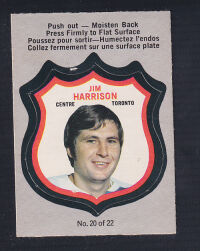 Push out — Moisten Back
Press Firmly to Flat Surface
Poussez pour sortir—Humectez l'endos
Collez fermement sur une surface plate
JIM
HARRISON
CENTRE TORONTO
No. 20 of 22